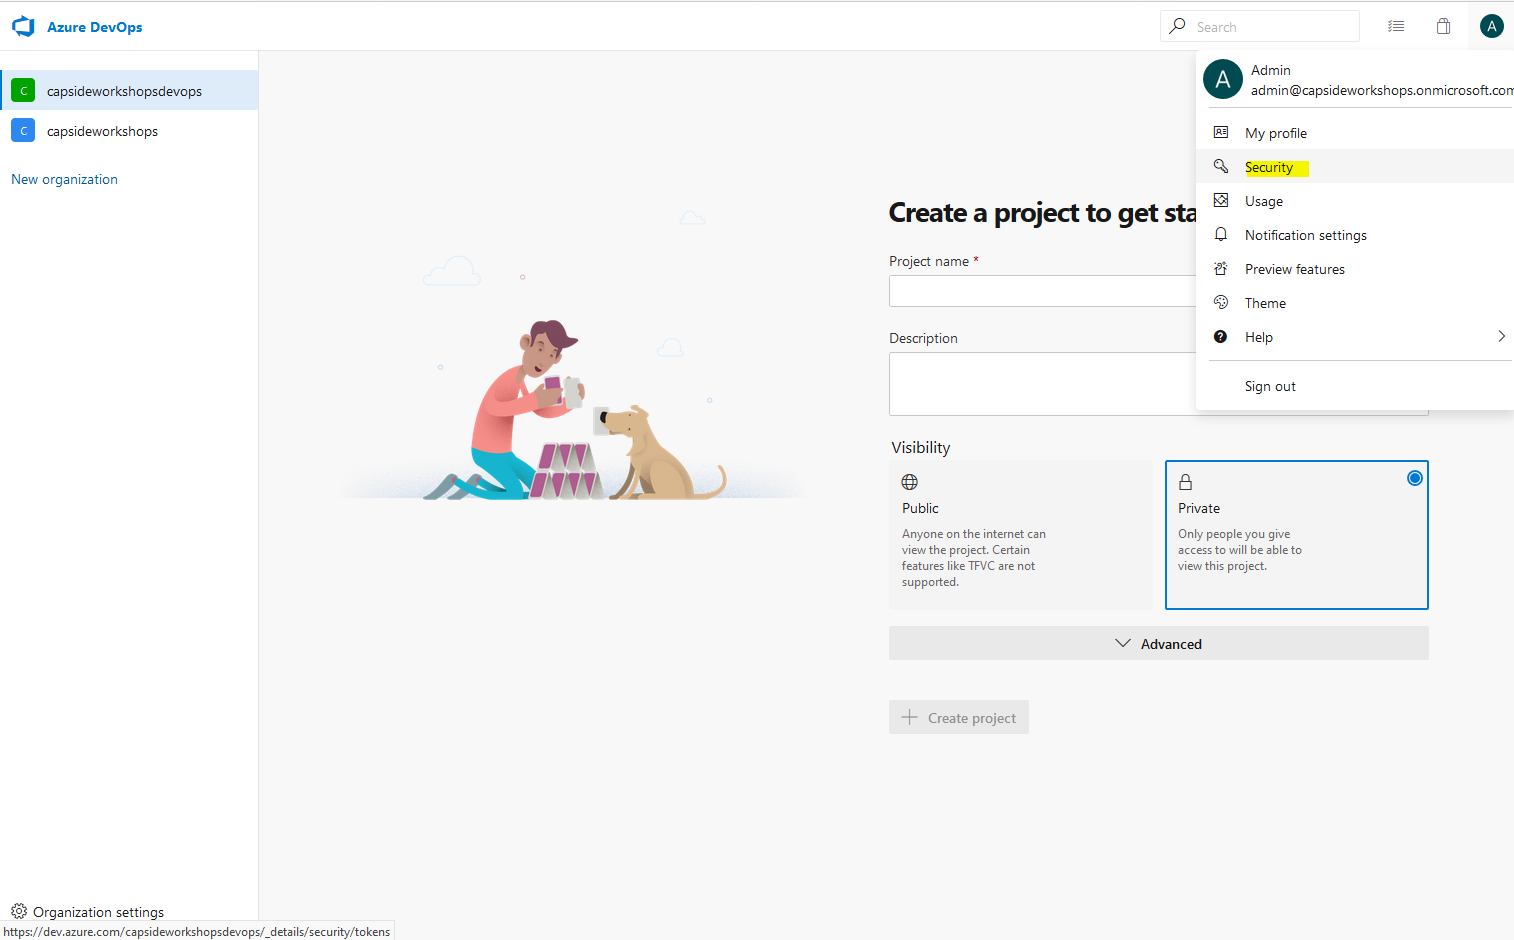 Azure DevOps
Search
A
C capsideworkshopsdevops
C capsideworkshops
New organization
A
Admin
admin@capsideworkshops.onmicrosoft.com
My profile
Security
Usage
Notification settings
Preview features
Theme
Help
Sign out
Create a project to get sta
Project name *
Description
Visibility
Public
Anyone on the internet can
view the project. Certain
features like TFVC are not
supported.
Private
Only people you give
access to will be able to
view this project.
Advanced
Create project
Organization settings
https://dev.azure.com/capsideworkshopsdevops/_details/security/tokens